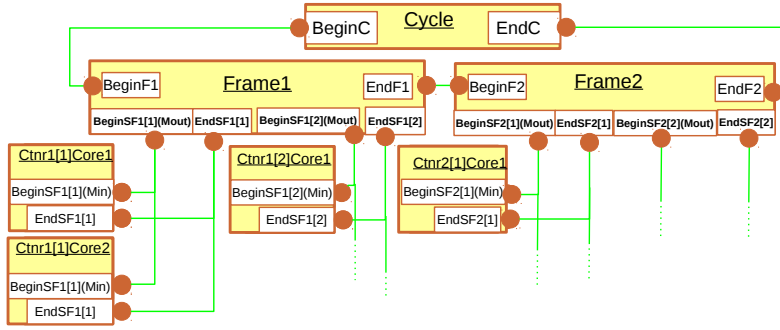 Cycle
BeginC
EndC
Frame1
BeginF1
EndF1
BeginSF1[1](Mout)
EndSF1[1]
BeginSF1[2](Mout)
EndSF1[2]
Frame2
BeginF2
EndF2
BeginSF2[1](Mout)
EndSF2[1]
BeginSF2[2](Mout)
EndSF2[2]
Ctnr1[1]Core1
BeginSF1[1](Min)
EndSF1[1]
Ctnr1[2]Core1
BeginSF1[2](Min)
EndSF1[2]
Ctnr2[1]Core1
BeginSF2[1](Min)
EndSF2[1]
Ctnr1[1]Core2
BeginSF1[1](Min)
EndSF1[1]